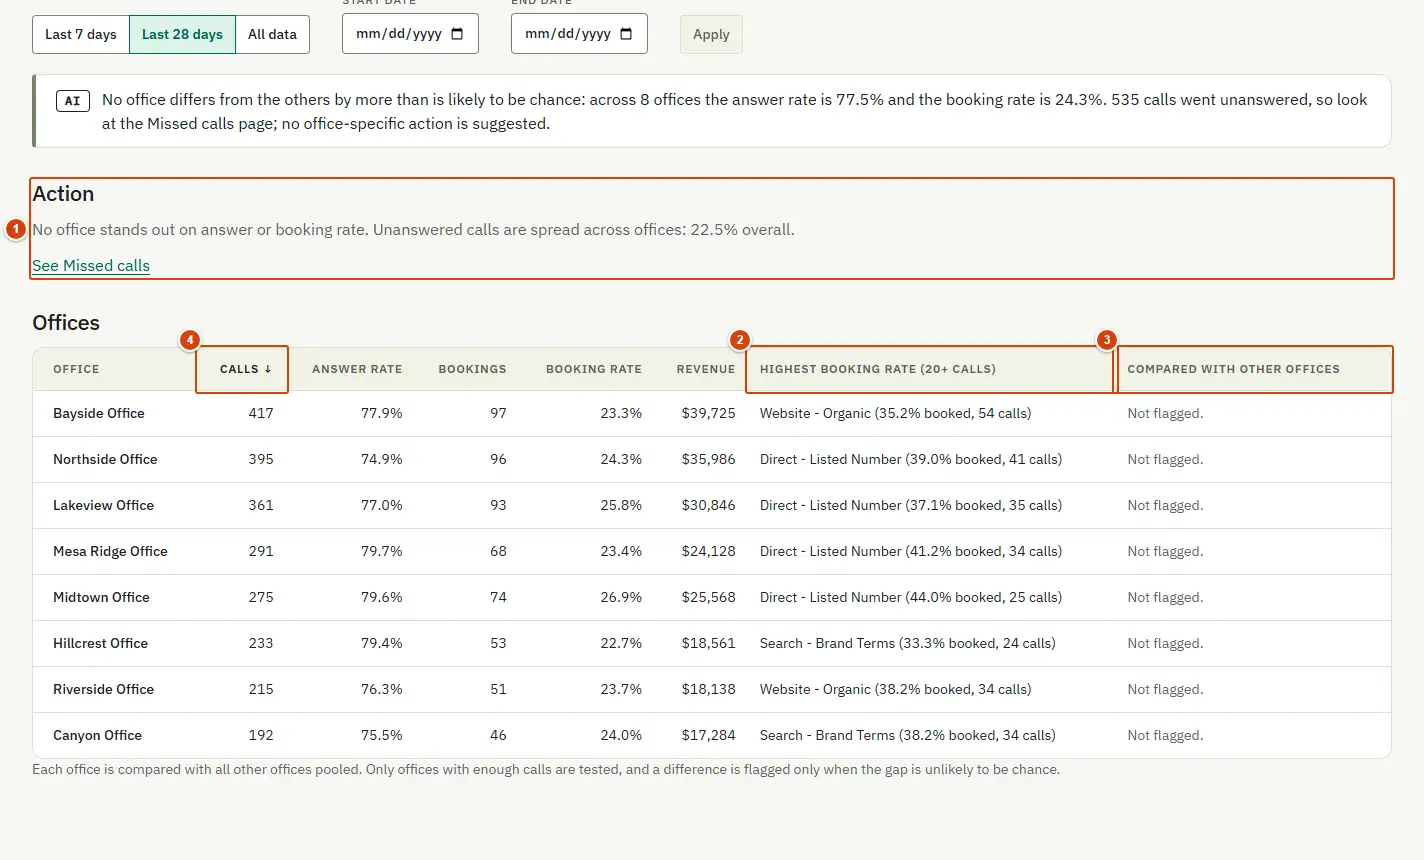 START DATE END DATE
Last 7 days Last 28 days All data mm/dd/yyyy mm/dd/yyyy Apply
AI No office differs from the others by more than is likely to be chance: across 8 offices the answer rate is 77.5% and the booking rate is 24.3%. 535 calls went unanswered, so look
at the Missed calls page; no office-specific action is suggested.
Action
1 No office stands out on answer or booking rate. Unanswered calls are spread across offices: 22.5% overall.
See Missed calls
Offices
4 2 3
OFFICE CALLS ↓ ANSWER RATE BOOKINGS BOOKING RATE REVENUE HIGHEST BOOKING RATE (20+ CALLS) COMPARED WITH OTHER OFFICES
Bayside Office 417 77.9% 97 23.3% $39,725 Website - Organic (35.2% booked, 54 calls) Not flagged.
Northside Office 395 74.9% 96 24.3% $35,986 Direct - Listed Number (39.0% booked, 41 calls) Not flagged.
Lakeview Office 361 77.0% 93 25.8% $30,846 Direct - Listed Number (37.1% booked, 35 calls) Not flagged.
Mesa Ridge Office 291 79.7% 68 23.4% $24,128 Direct - Listed Number (41.2% booked, 34 calls) Not flagged.
Midtown Office 275 79.6% 74 26.9% $25,568 Direct - Listed Number (44.0% booked, 25 calls) Not flagged.
Hillcrest Office 233 79.4% 53 22.7% $18,561 Search - Brand Terms (33.3% booked, 24 calls) Not flagged.
Riverside Office 215 76.3% 51 23.7% $18,138 Website - Organic (38.2% booked, 34 calls) Not flagged.
Canyon Office 192 75.5% 46 24.0% $17,284 Search - Brand Terms (38.2% booked, 34 calls) Not flagged.
Each office is compared with all other offices pooled. Only offices with enough calls are tested, and a difference is flagged only when the gap is unlikely to be chance.